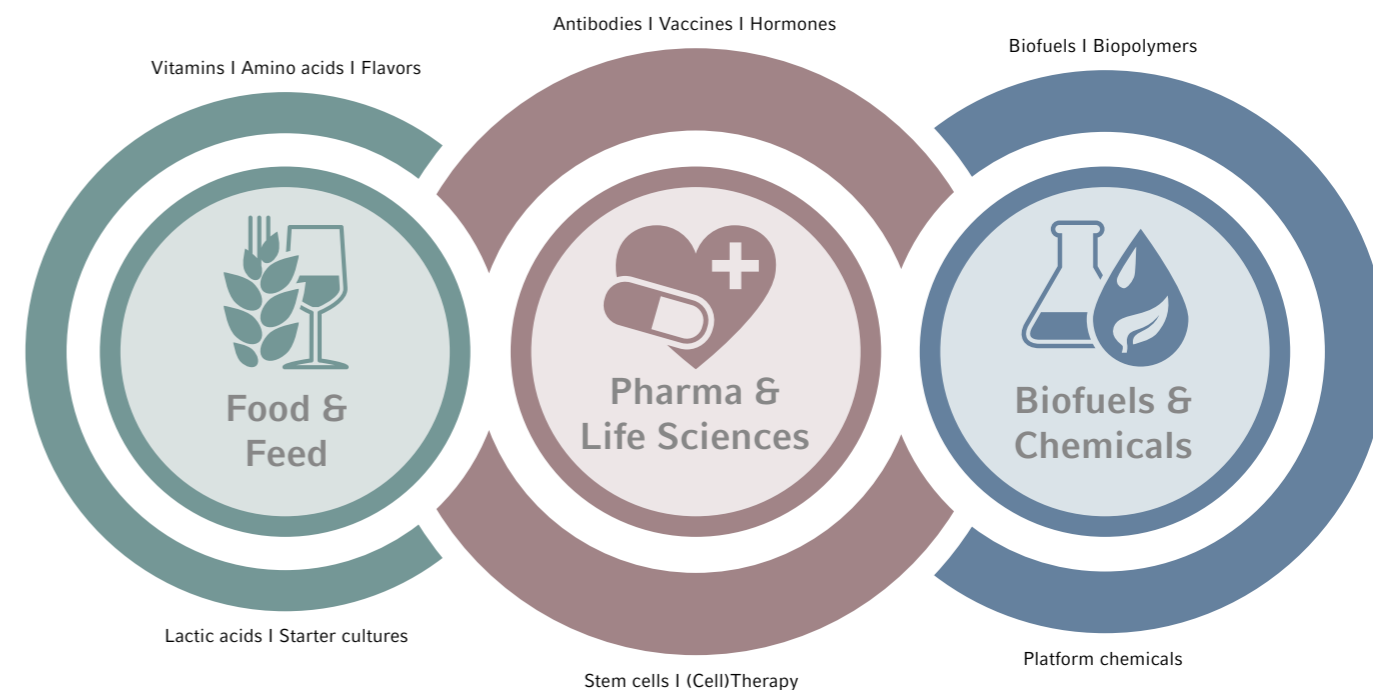 Antibodies I Vaccines I Hormones
Biofuels I Biopolymers
Vitamins I Amino acids I Flavors
Food &
Feed
Pharma &
Life Sciences
Biofuels &
Chemicals
Lactic acids I Starter cultures
Platform chemicals
Stem cells I (Cell)Therapy